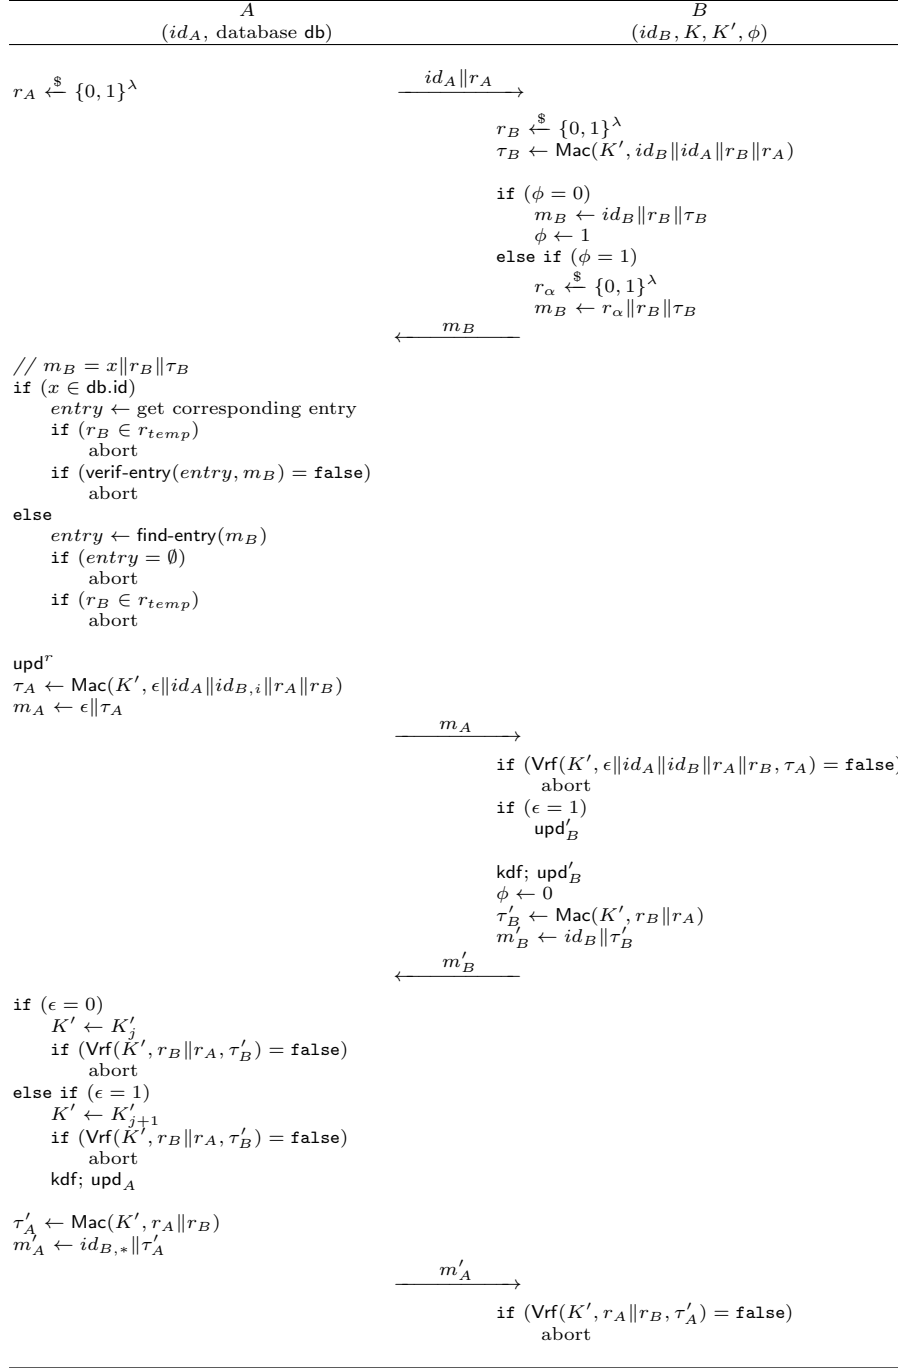 A B
(id_A, database db) (id_B, K, K′, ϕ)
r_A ←$ {0, 1}^λ id_A∥r_A
r_B ←$ {0, 1}^λ
τ_B ← Mac(K′, id_B∥id_A∥r_B∥r_A)
if (ϕ = 0)
m_B ← id_B∥r_B∥τ_B
ϕ ← 1
else if (ϕ = 1)
r_α ←$ {0, 1}^λ
m_B ← r_α∥r_B∥τ_B
m_B
// m_B = x∥r_B∥τ_B
if (x ∈ db.id)
entry ← get corresponding entry
if (r_B ∈ r_temp)
abort
if (verif-entry(entry, m_B) = false)
abort
else
entry ← find-entry(m_B)
if (entry = ∅)
abort
if (r_B ∈ r_temp)
abort
upd^r
τ_A ← Mac(K′, ϵ∥id_A∥id_{B,i}∥r_A∥r_B)
m_A ← ϵ∥τ_A
m_A
if (Vrf(K′, ϵ∥id_A∥id_B∥r_A∥r_B, τ_A) = false)
abort
if (ϵ = 1)
upd′_B
kdf; upd′_B
ϕ ← 0
τ′_B ← Mac(K′, r_B∥r_A)
m′_B ← id_B∥τ′_B
m′_B
if (ϵ = 0)
K′ ← K′_j
if (Vrf(K′, r_B∥r_A, τ′_B) = false)
abort
else if (ϵ = 1)
K′ ← K′_{j+1}
if (Vrf(K′, r_B∥r_A, τ′_B) = false)
abort
kdf; upd_A
τ′_A ← Mac(K′, r_A∥r_B)
m′_A ← id_{B,∗}∥τ′_A
m′_A
if (Vrf(K′, r_A∥r_B, τ′_A) = false)
abort